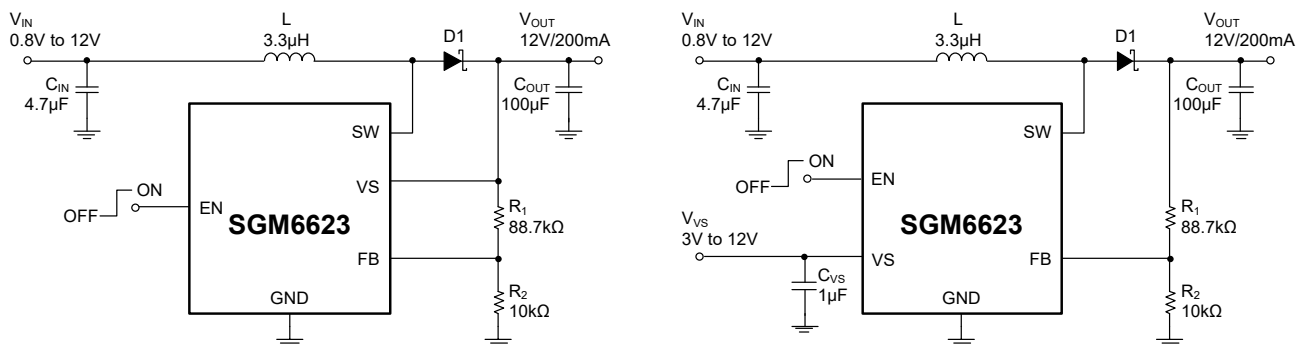 VIN
0.8V to 12V
L
3.3μH
D1
VOUT
12V/200mA
CIN
4.7μF
COUT
100μF
SW
ON
OFF
EN
VS
SGM6623
R1
88.7kΩ
FB
GND
R2
10kΩ
VIN
0.8V to 12V
L
3.3μH
D1
VOUT
12V/200mA
CIN
4.7μF
COUT
100μF
SW
ON
OFF
EN
SGM6623
R1
88.7kΩ
VVS
3V to 12V
VS
FB
CVS
1μF
GND
R2
10kΩ